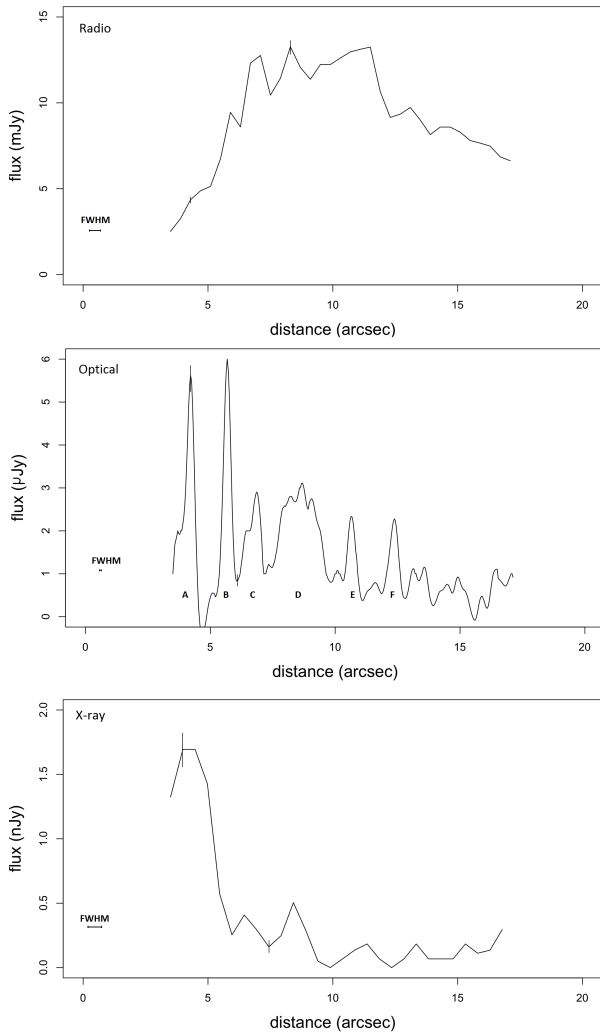 Radio
flux (mJy)
15
10
5
0
FWHM
0 5 10 15 20
distance (arcsec)
Optical
flux (μJy)
6
5
4
3
2
1
0
FWHM
A B C D E F
0 5 10 15 20
distance (arcsec)
X-ray
flux (nJy)
2.0
1.5
1.0
0.5
0.0
FWHM
0 5 10 15 20
distance (arcsec)